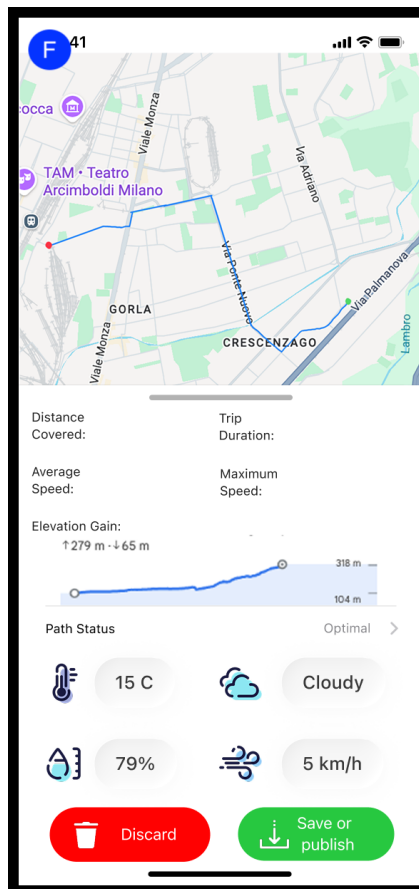 F
41
cocca
Viale Monza
TAM • Teatro
Arcimboldi Milano
Via Adriano
Via Ponte Nuovo
Via Palmanova
GORLA
CRESCENZAGO
Viale Monza
Lambro
Distance
Covered:
Trip
Duration:
Average
Speed:
Maximum
Speed:
Elevation Gain:
↑279 m · ↓65 m
318 m
104 m
Path Status
Optimal
15 C
Cloudy
79%
5 km/h
Discard
Save or
publish